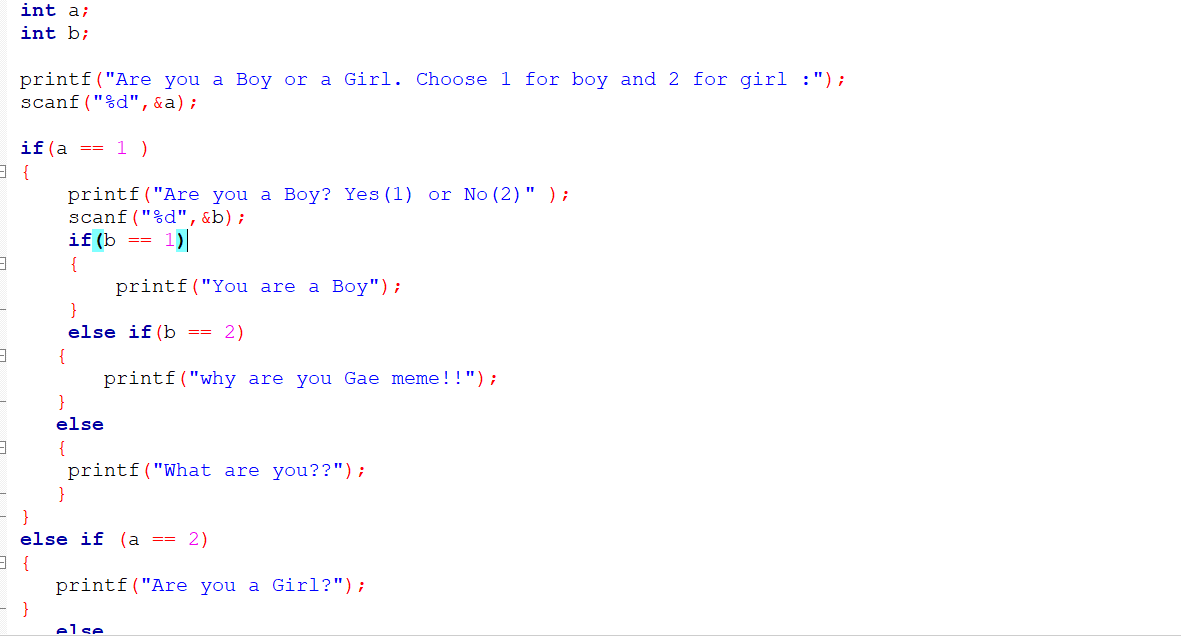 int a;
int b;
printf("Are you a Boy or a Girl. Choose 1 for boy and 2 for girl :");
scanf("%d",&a);
if(a == 1 )
{
printf("Are you a Boy? Yes(1) or No(2)" );
scanf("%d",&b);
if(b == 1)
{
printf("You are a Boy");
}
else if(b == 2)
{
printf("why are you Gae meme!!");
}
else
{
printf("What are you??");
}
}
else if (a == 2)
{
printf("Are you a Girl?");
}
else